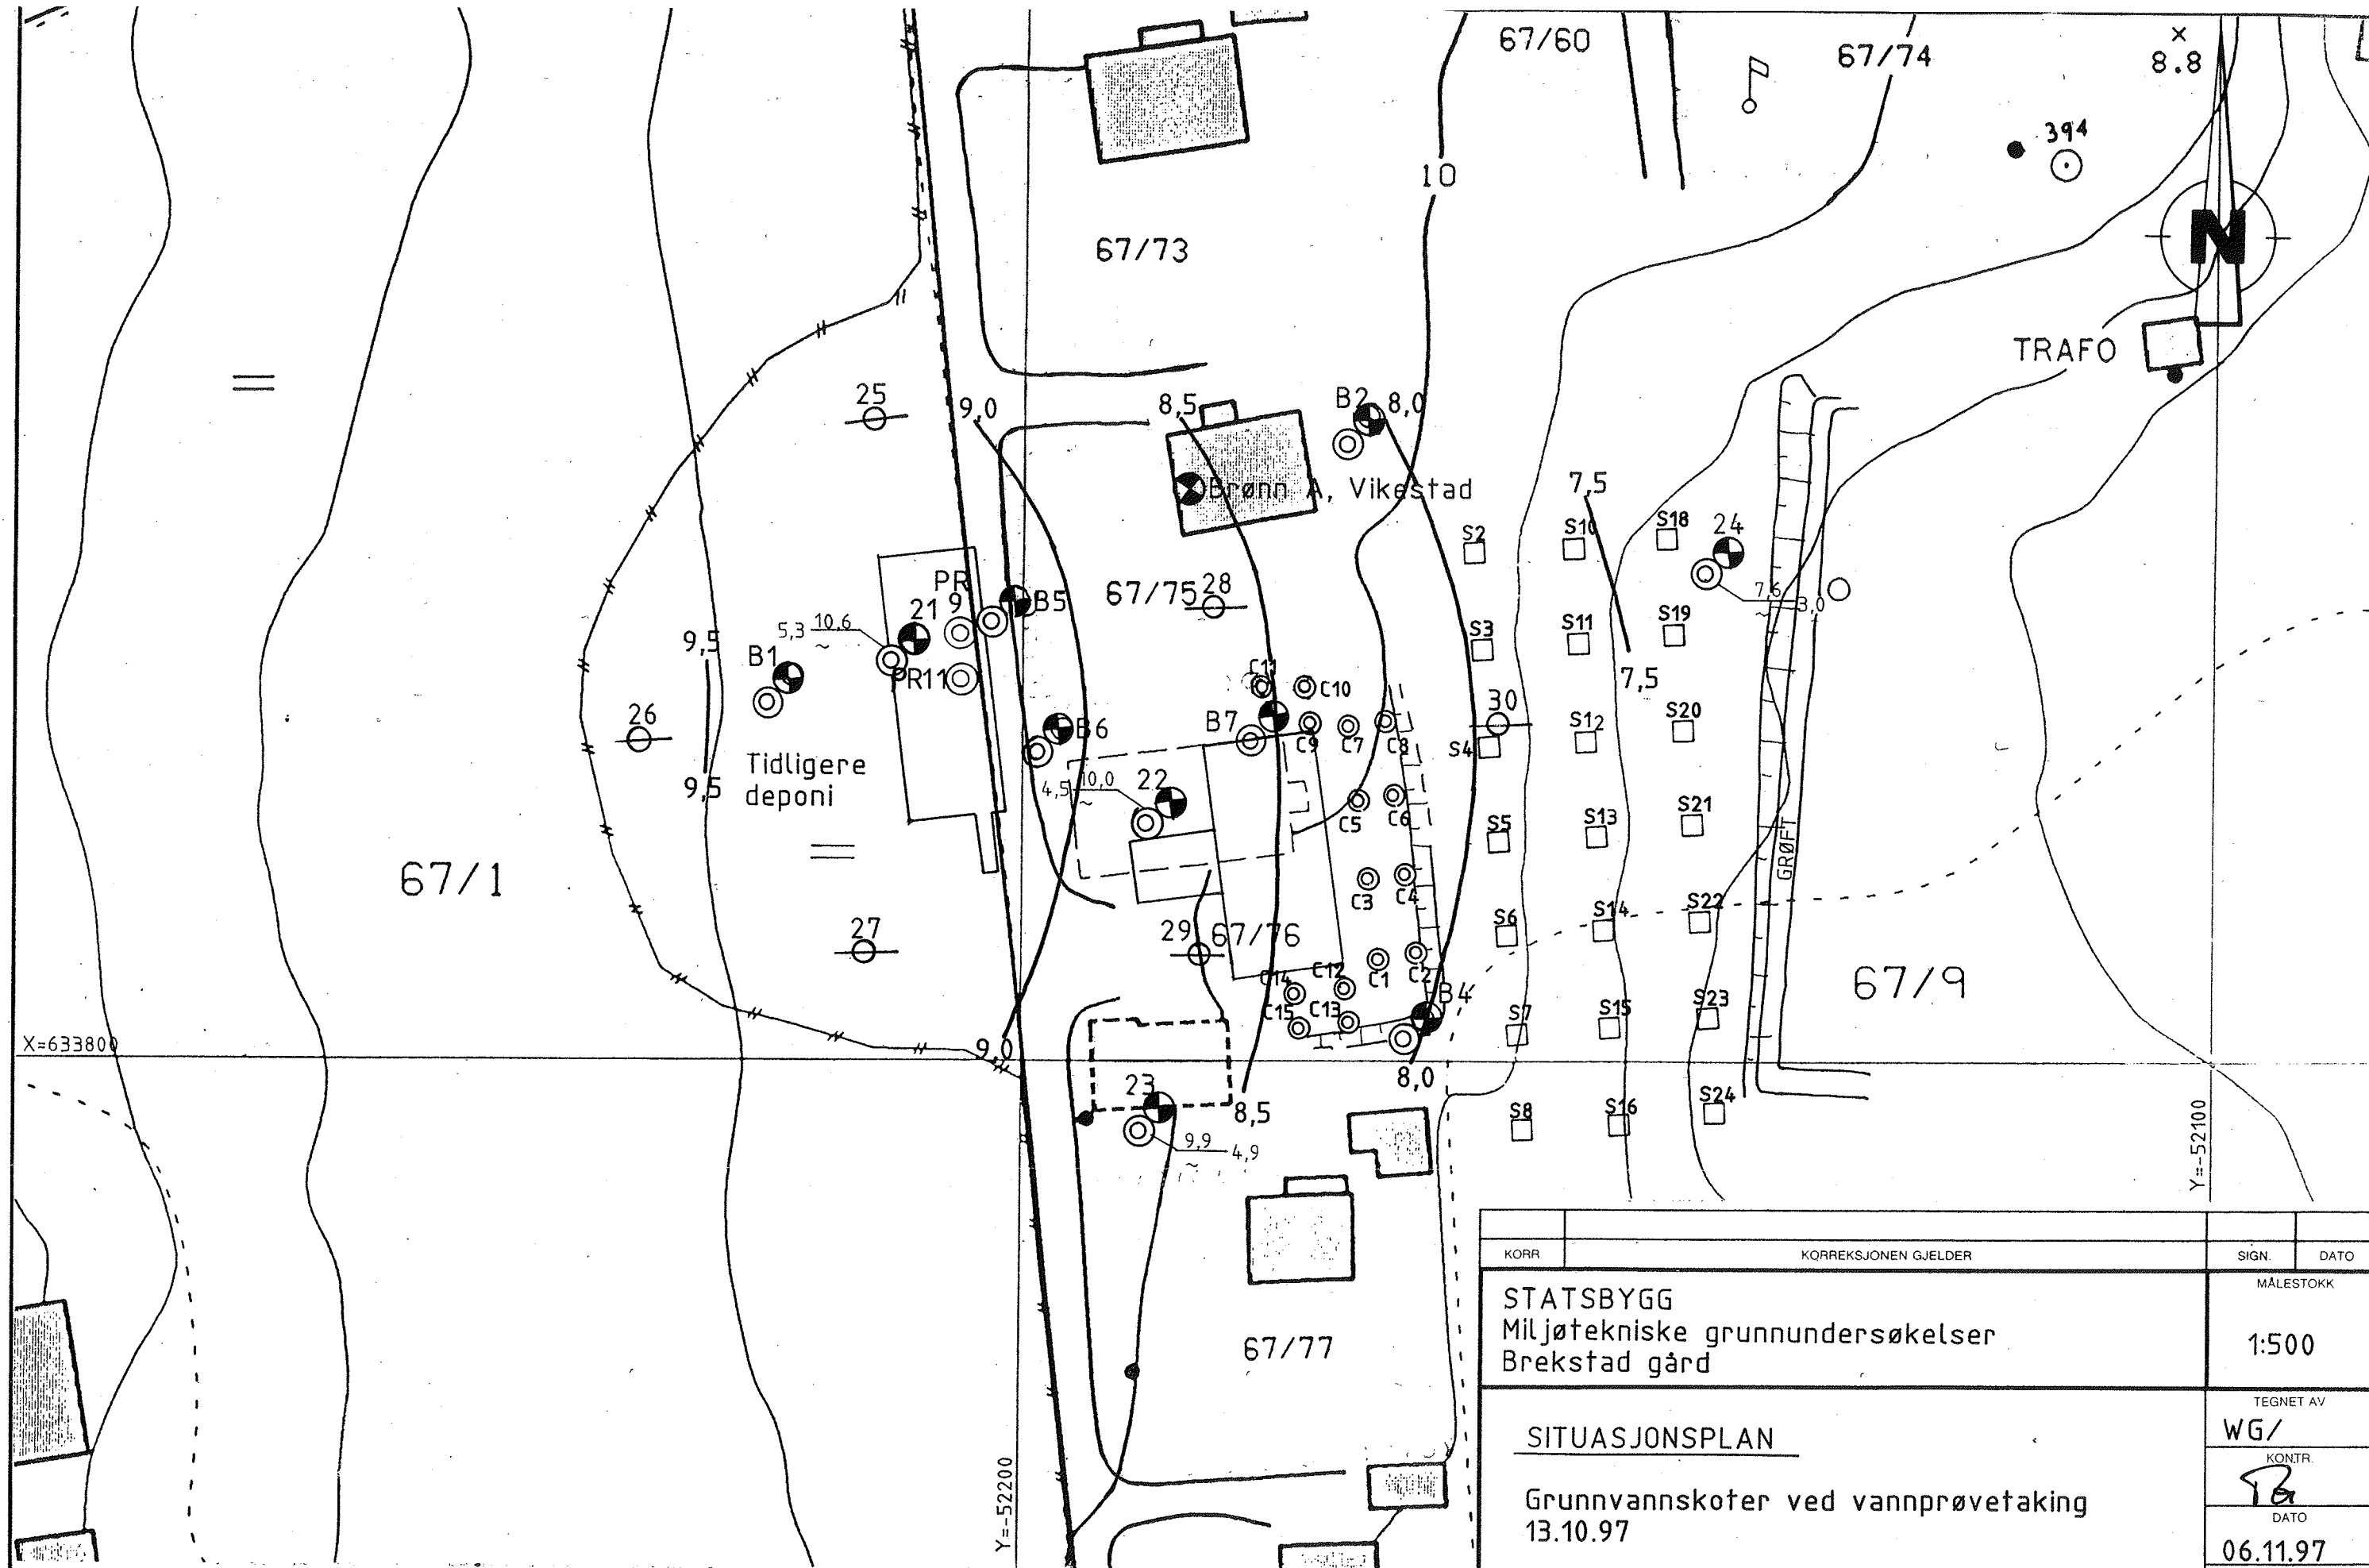 67/60
67/74
8.8
394
10
N
67/73
TRAFO
25
9,0
8,5
B2
8,0
Brønn A, Vikestad
7,5
S2
S10
S18
24
7,6
3,0
PR
9
21
B5
67/75
28
5,3
10,6
9,5
B1
PR11
S3
S11
S19
7,5
C11
C10
26
B6
B7
C9
C7
C8
30
S4
S12
S20
Tidligere
deponi
9,5
4,5
10,0
22
C5
C6
S5
S13
S21
GRØFT
67/1
C3
C4
27
29
67/76
S6
S14
S22
67/9
C14
C12
C1
C2
B4
C15
C13
S7
S15
S23
X=633800
9,0
8,0
23
8,5
S8
S16
S24
9,9
4,9
Y=-52100
67/77
Y=-52200
KORR.
KORREKSJONEN GJELDER
SIGN.
DATO
STATSBYGG
Miljøtekniske grunnundersøkelser
Brekstad gård
MÅLESTOKK
1:500
SITUASJONSPLAN
Grunnvannskoter ved vannprøvetaking
13.10.97
TEGNET AV
WG/
KONTR.
DATO
06.11.97